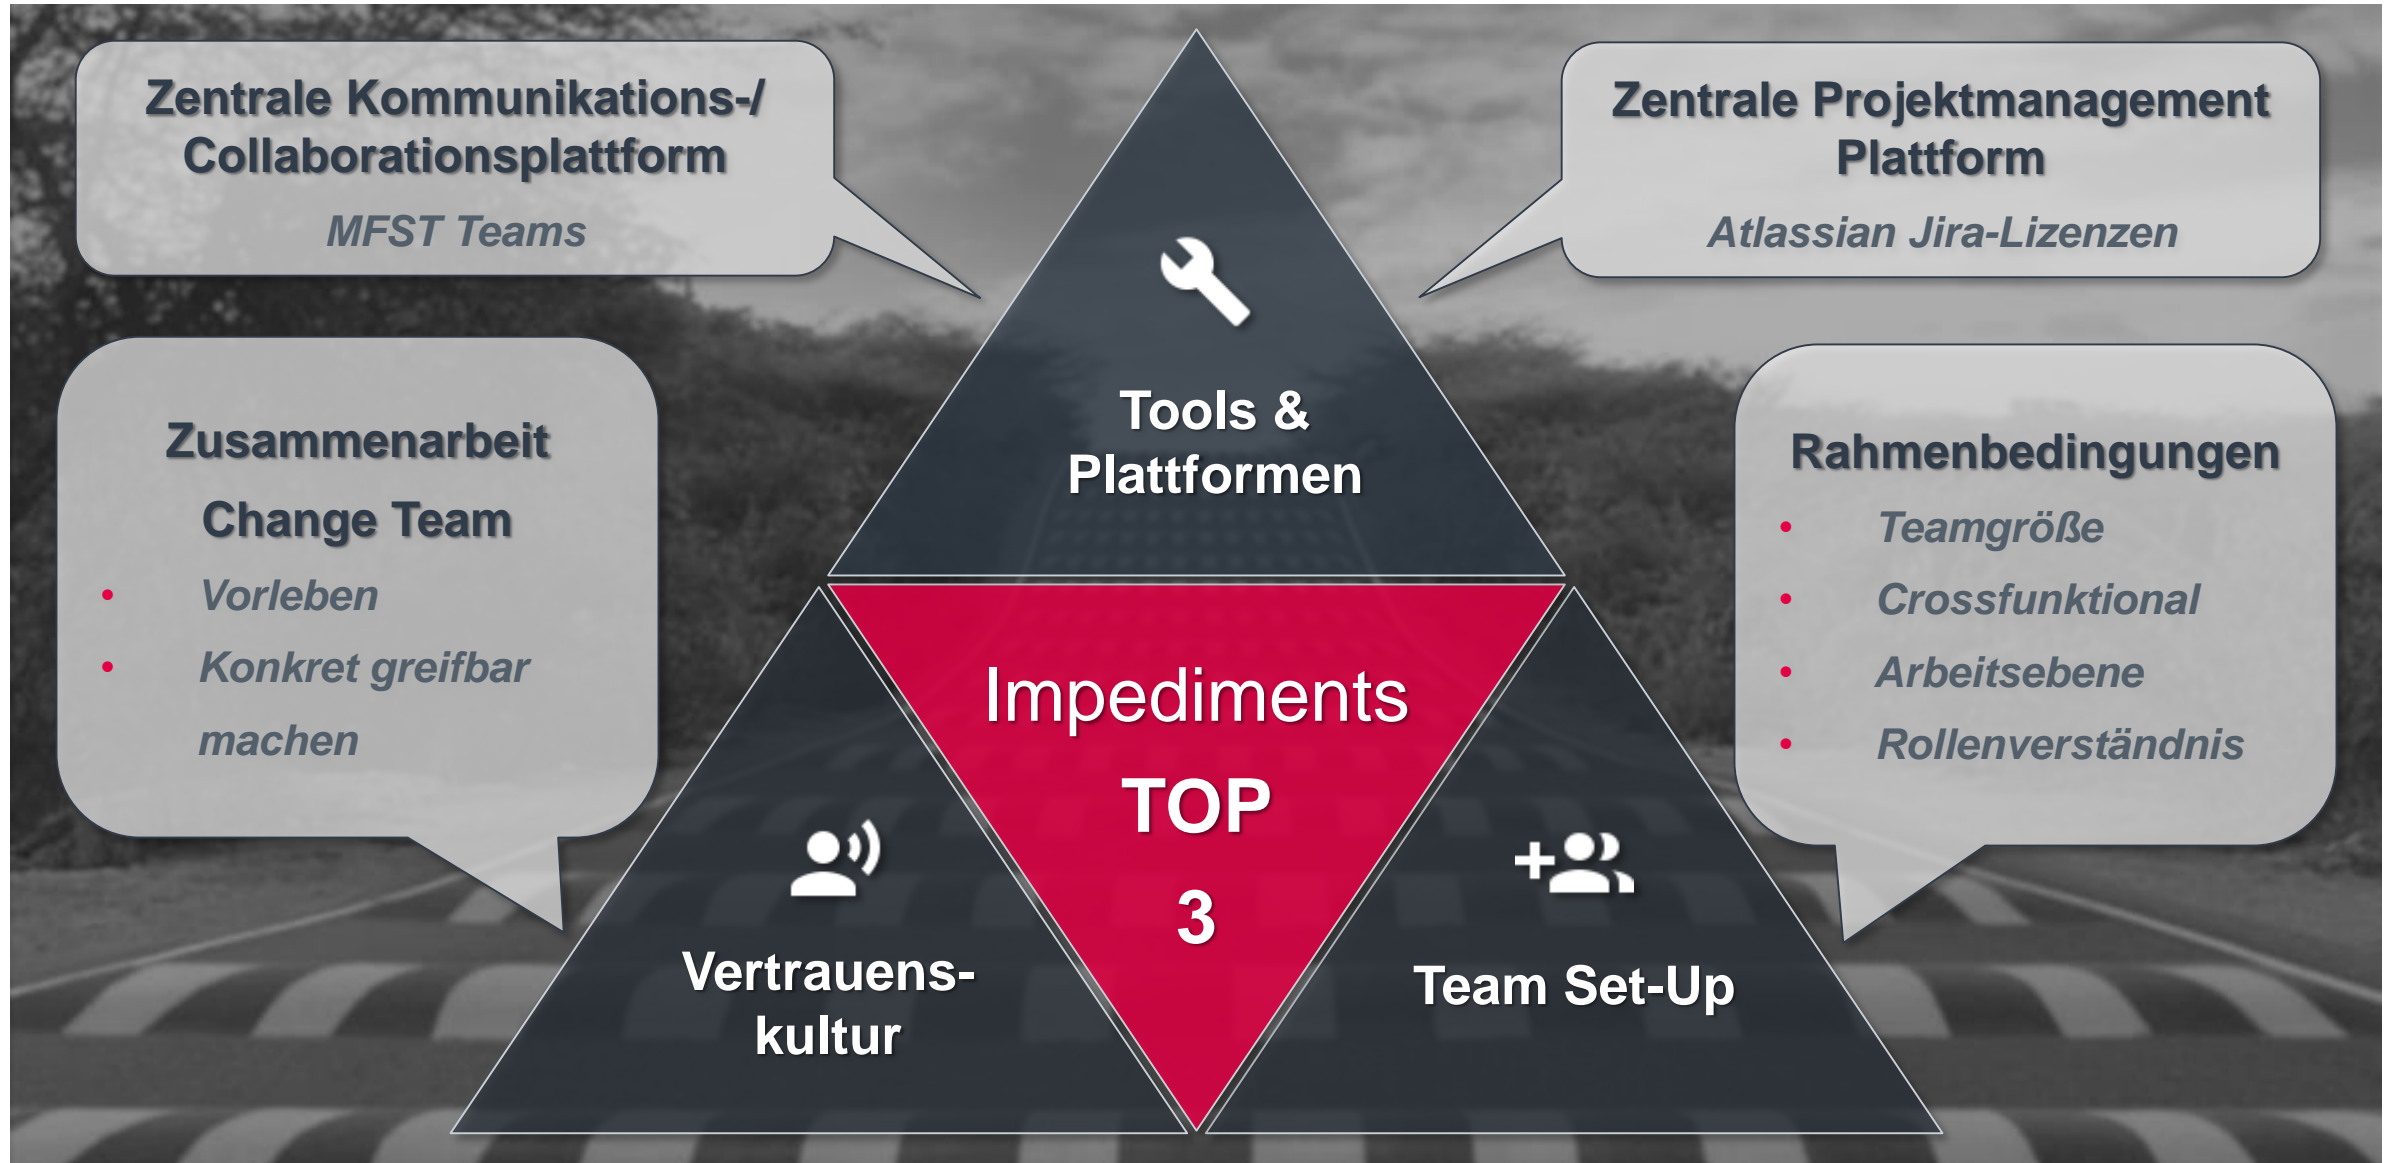 Zentrale Kommunikations-/
Collaborationsplattform
MFST Teams
Zentrale Projektmanagement
Plattform
Atlassian Jira-Lizenzen
Tools &
Plattformen
Zusammenarbeit
Change Team
• Vorleben
• Konkret greifbar
machen
Rahmenbedingungen
• Teamgröße
• Crossfunktional
• Arbeitsebene
• Rollenverständnis
Impediments
TOP
3
Vertrauens-
kultur
Team Set-Up